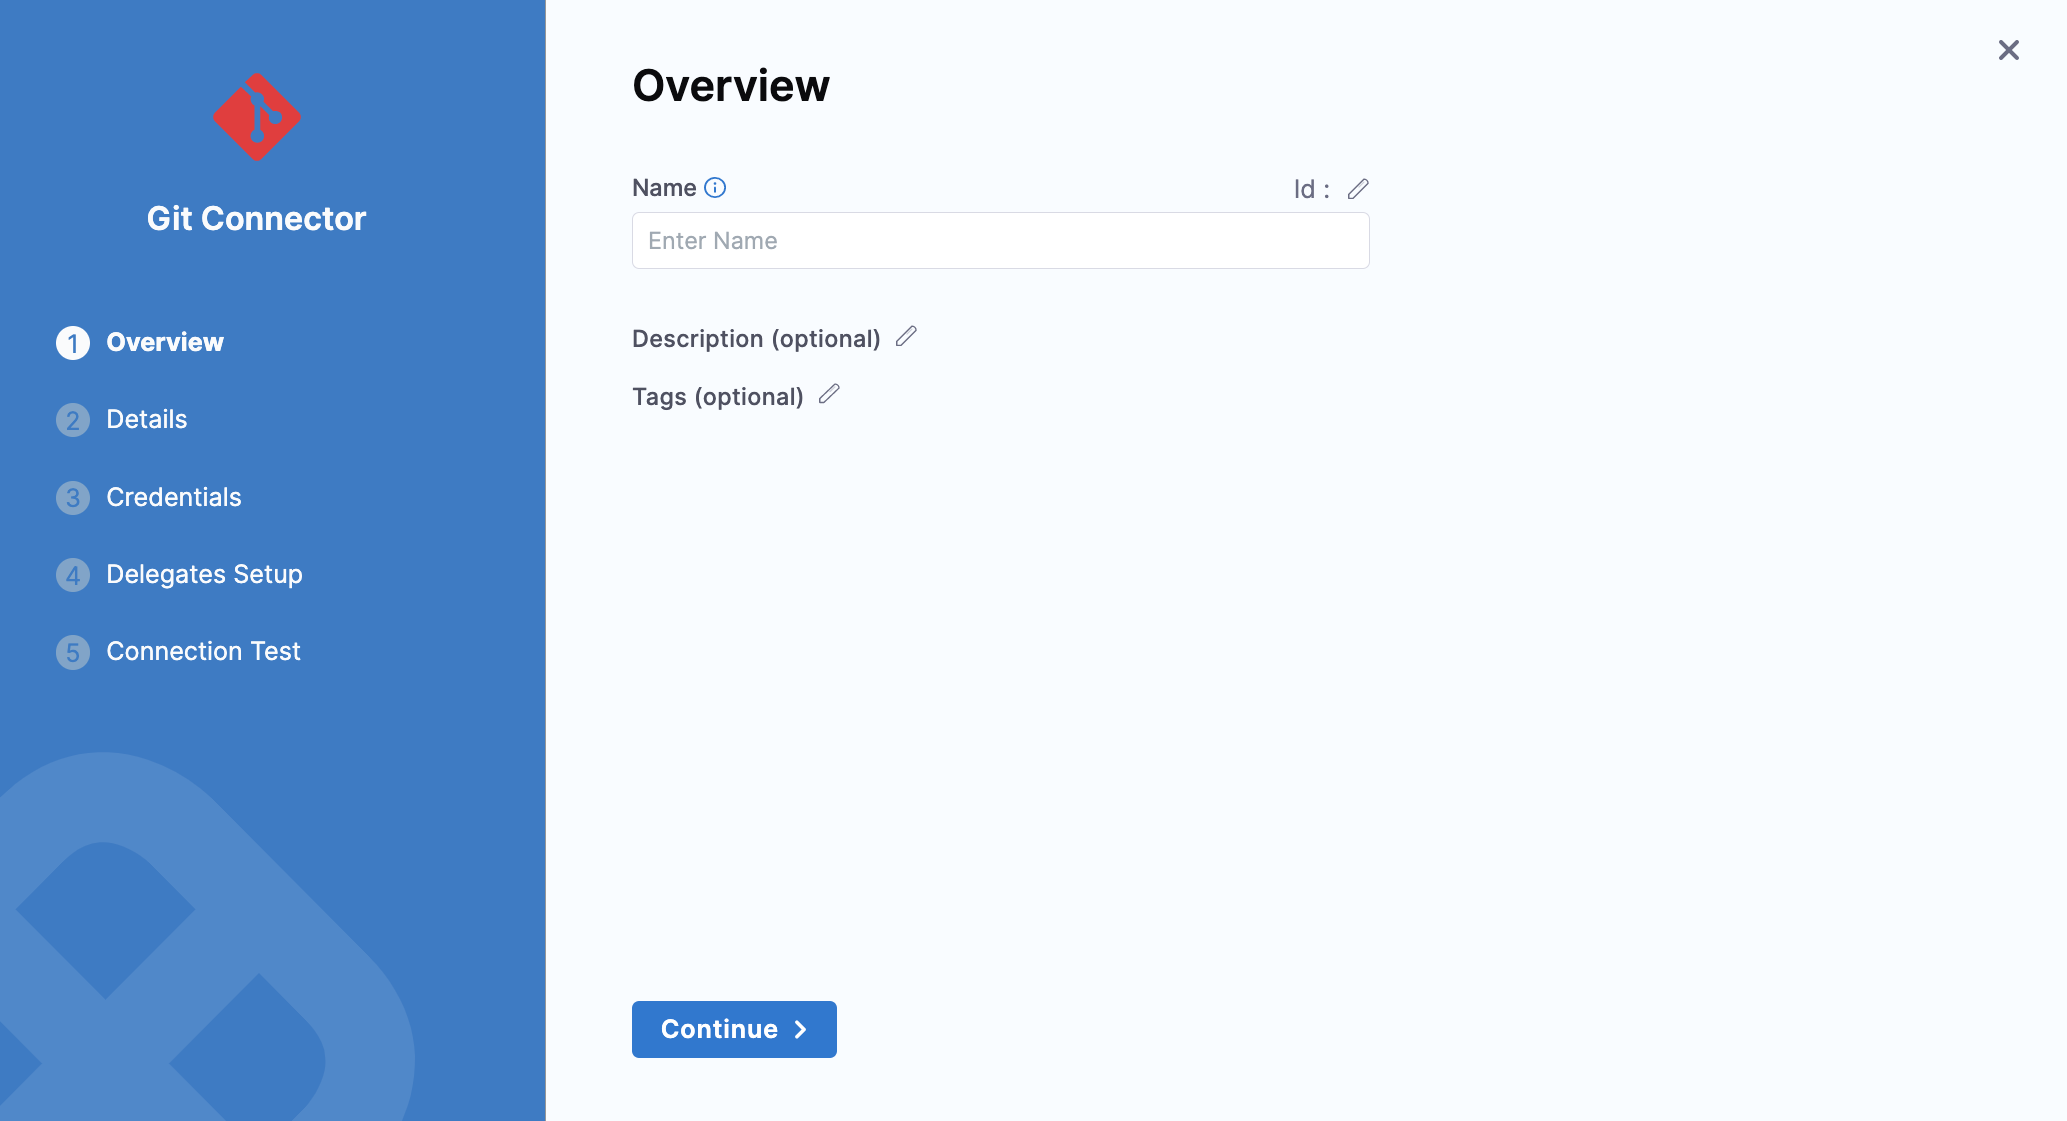 Git Connector
1 Overview
2 Details
3 Credentials
4 Delegates Setup
5 Connection Test
Overview
Name
Id :
Enter Name
Description (optional)
Tags (optional)
Continue